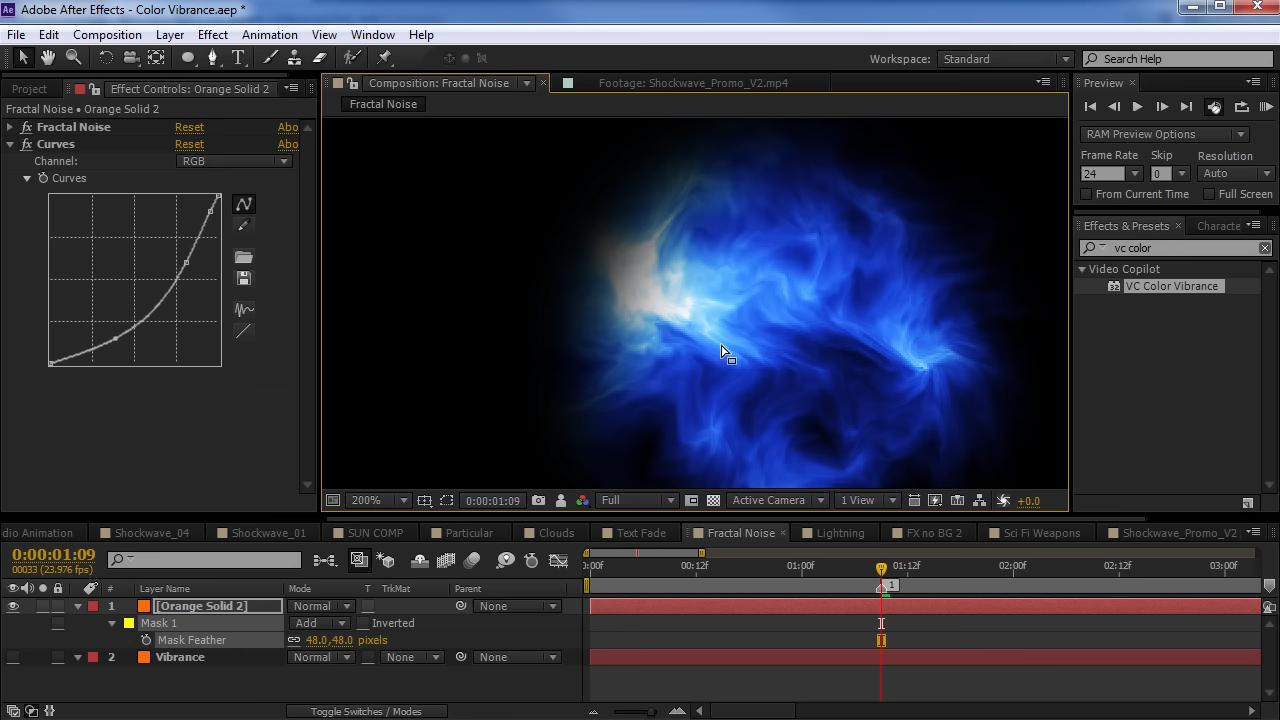 Ae Adobe After Effects - Color Vibrance.aep *
File Edit Composition Layer Effect Animation View Window Help
Workspace: Standard Search Help
Project Effect Controls: Orange Solid 2
Fractal Noise • Orange Solid 2
fx Fractal Noise Reset Abo
fx Curves Reset Abo
Channel: RGB
Curves
Composition: Fractal Noise Footage: Shockwave_Promo_V2.mp4
Fractal Noise
200% 0:00:01:09 Full Active Camera 1 View +0.0
Preview
RAM Preview Options
Frame Rate Skip Resolution
24 0 Auto
From Current Time Full Screen
Effects & Presets Characte
vc color
Video Copilot
32 VC Color Vibrance
dio Animation Shockwave_04 Shockwave_01 SUN COMP Particular Clouds Text Fade Fractal Noise Lightning FX no BG 2 Sci Fi Weapons Shockwave_Promo_V2
0:00:01:09
00033 (23.976 fps)
:00f 00:12f 01:00f 01:12f 02:00f 02:12f 03:00f
# Layer Name Mode T TrkMat Parent
1
1 [Orange Solid 2] Normal None
Mask 1 Add Inverted
Mask Feather 48.0,48.0 pixels
2 Vibrance Normal None None
Toggle Switches / Modes